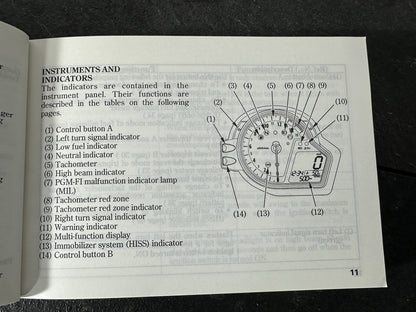 INSTRUMENTS AND
INDICATORS
The indicators are contained in the
instrument panel. Their functions are
described in the tables on the following
pages.
(1) Control button A
(2) Left turn signal indicator
(3) Low fuel indicator
(4) Neutral indicator
(5) Tachometer
(6) High beam indicator
(7) PGM-FI malfunction indicator lamp
(MIL)
(8) Tachometer red zone
(9) Tachometer red zone indicator
(10) Right turn signal indicator
(11) Warning indicator
(12) Multi-function display
(13) Immobilizer system (HISS) indicator
(14) Control button B
(3) (4) (5) (6) (7) (8) (9)
(2) (10)
(1) (11)
(14) (13) (12)
11